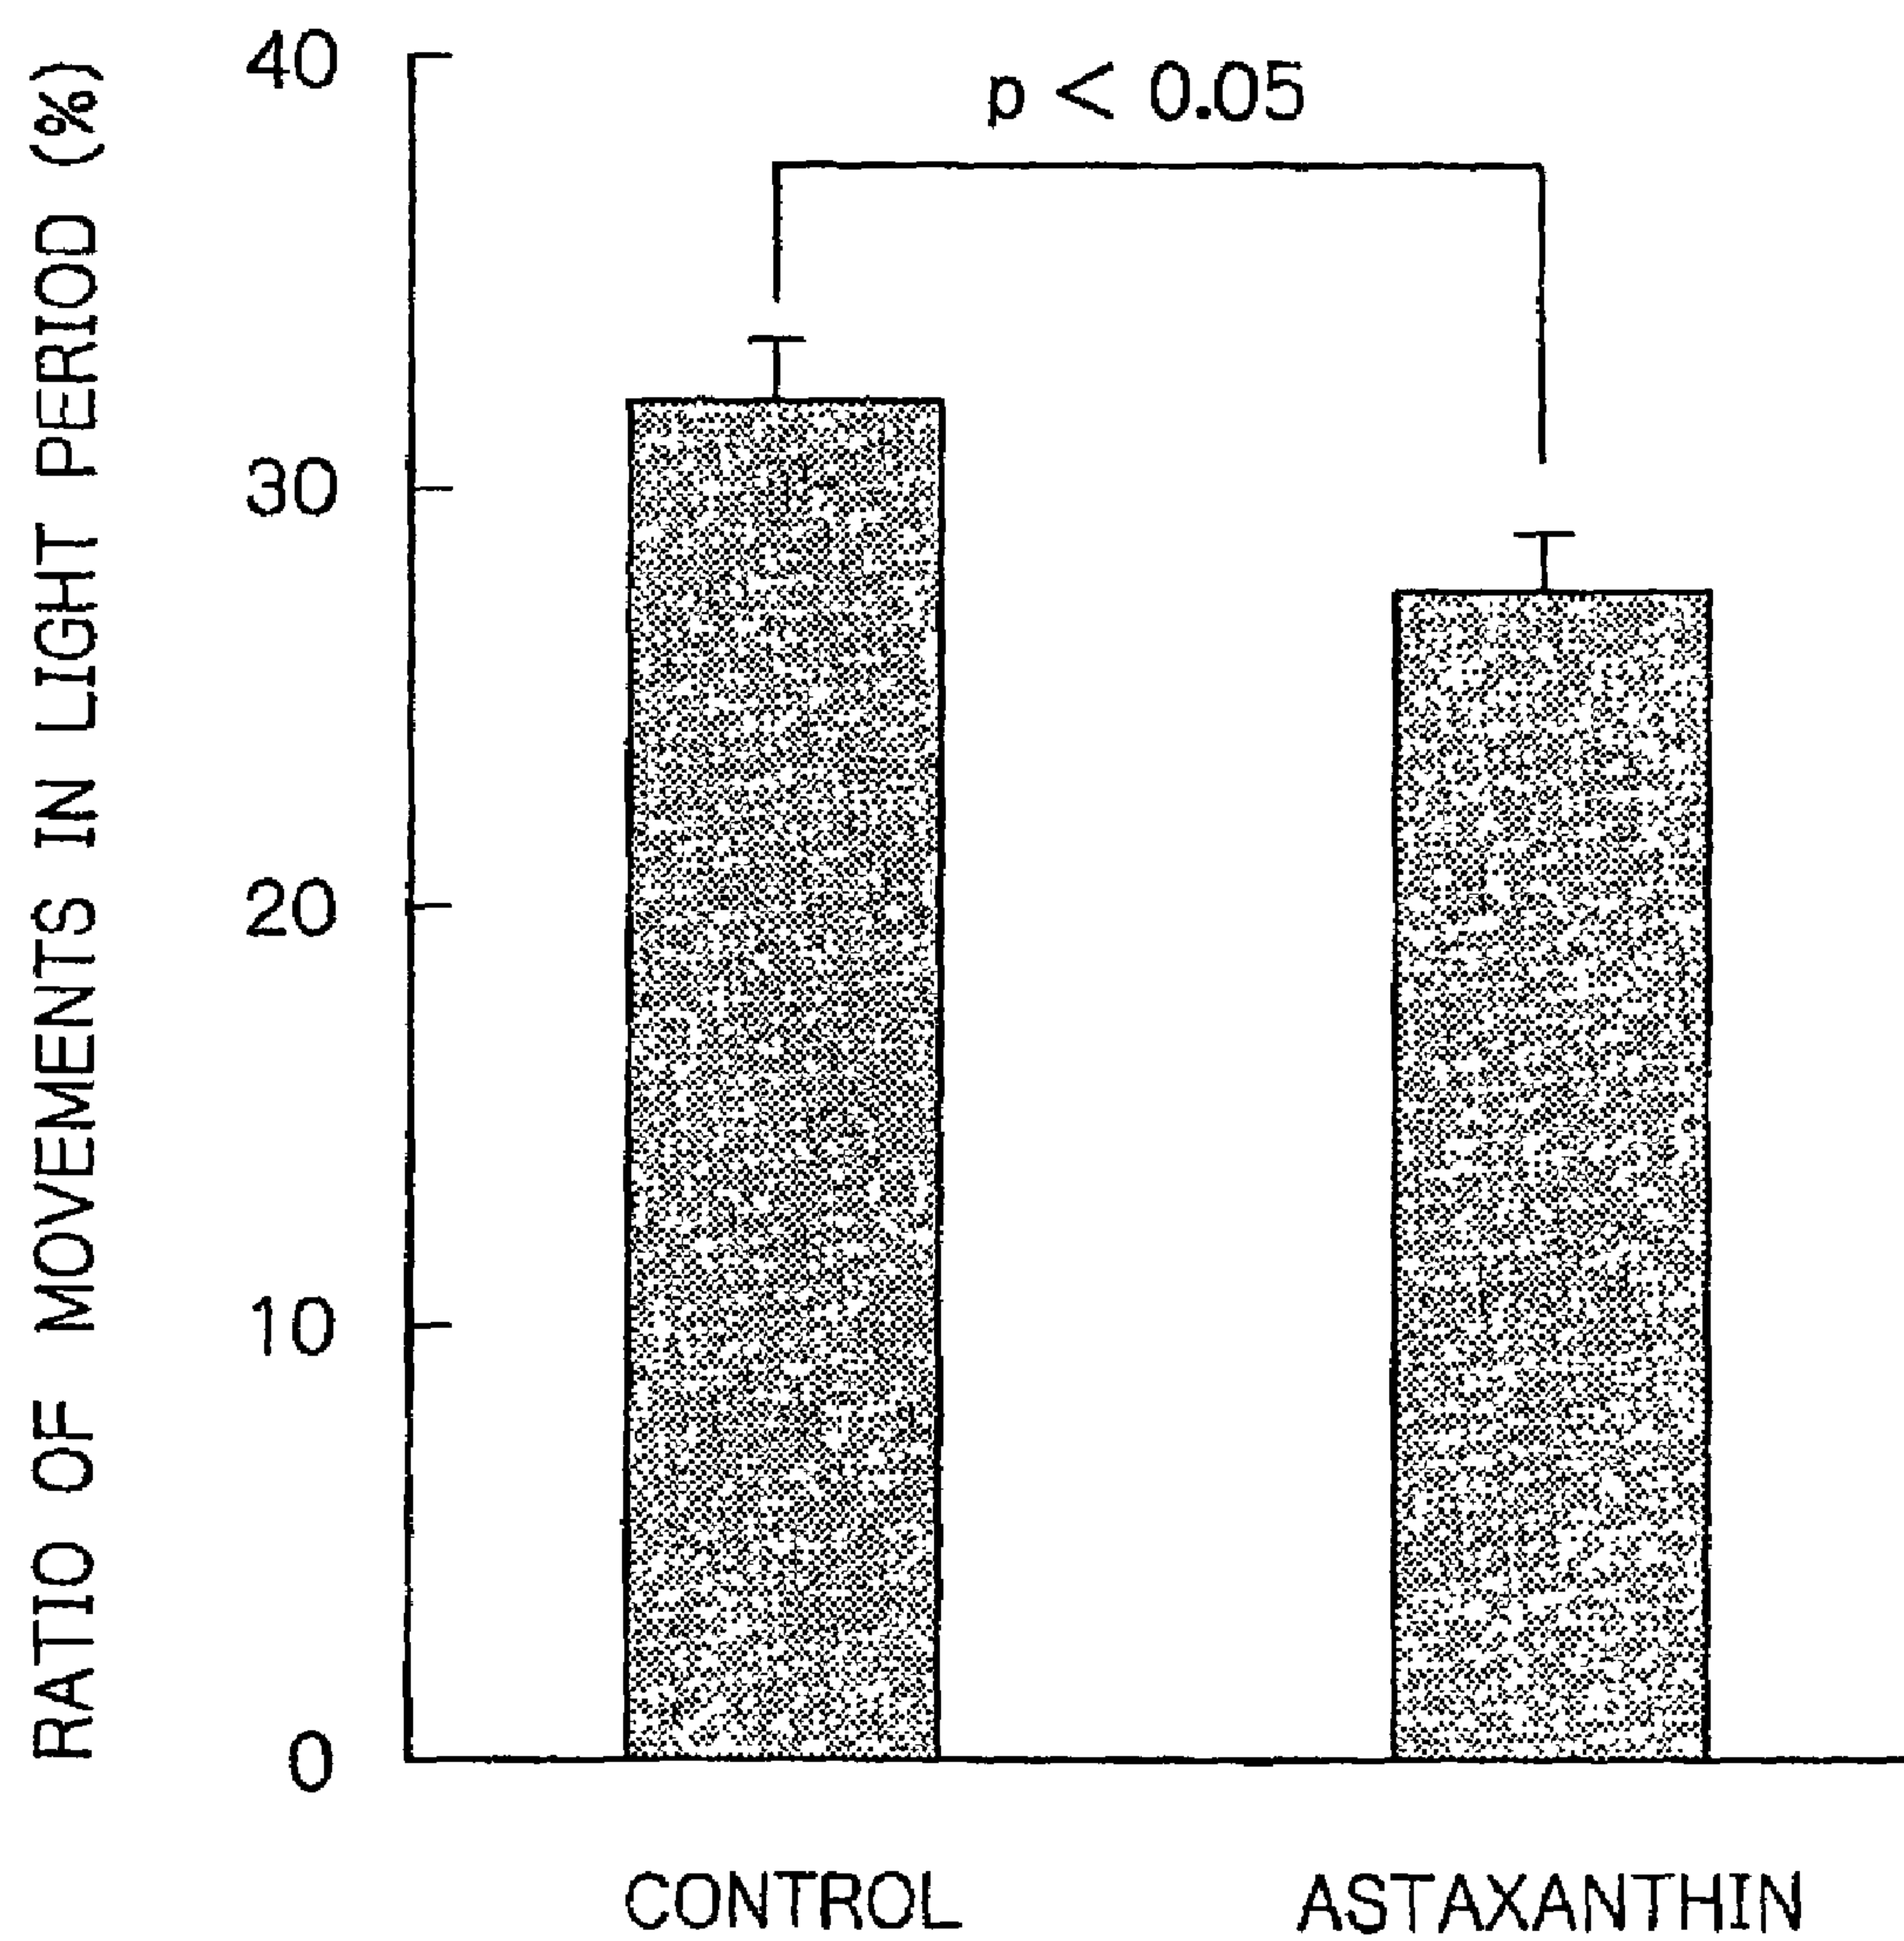 RATIO OF MOVEMENTS IN LIGHT PERIOD (%)
40
30
20
10
0
p < 0.05
CONTROL
ASTAXANTHIN